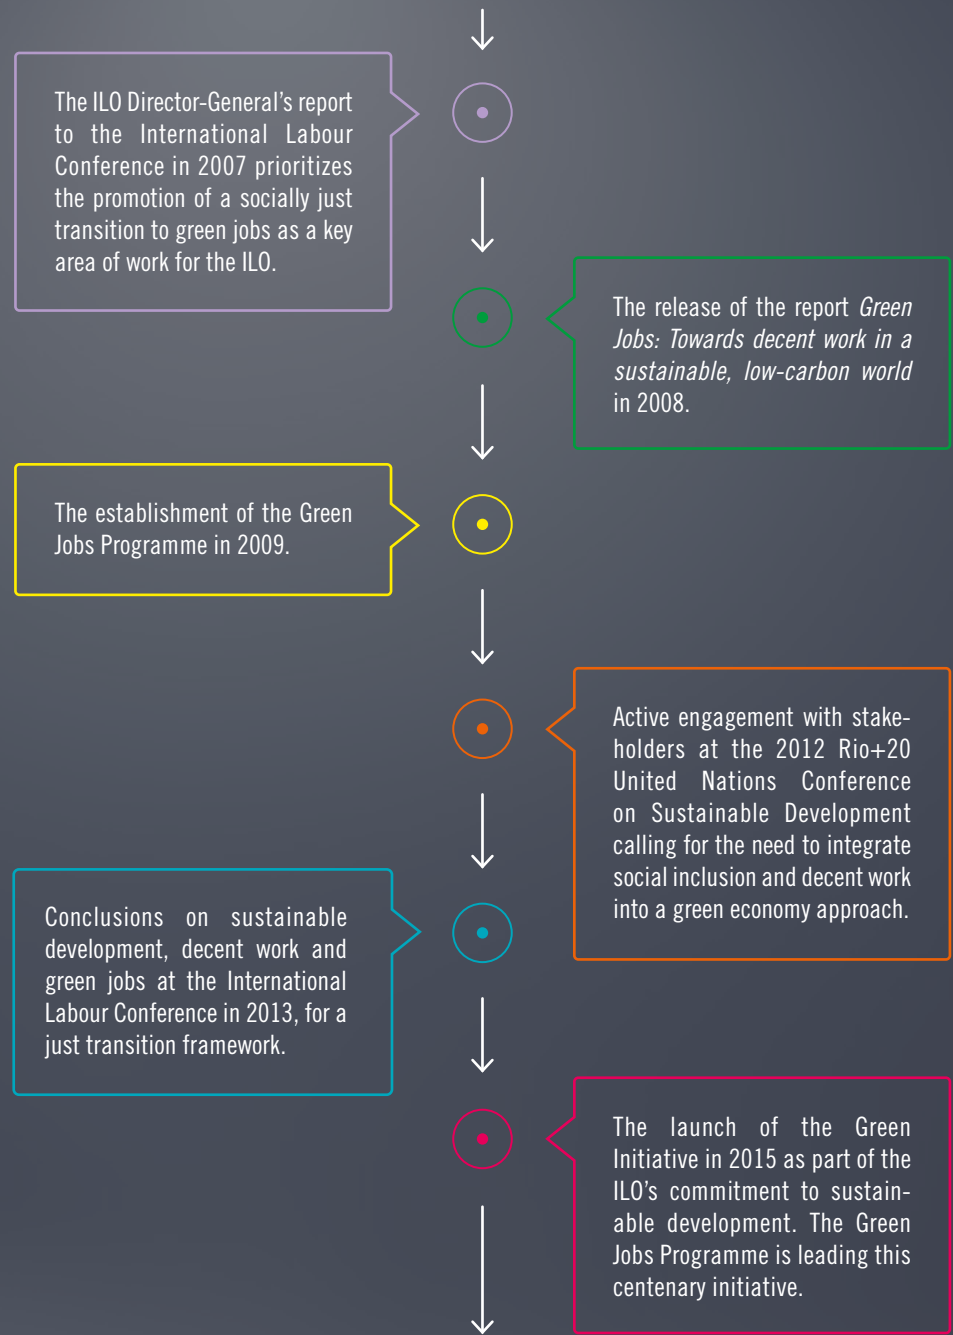 The ILO Director-General’s report
to the International Labour
Conference in 2007 prioritizes
the promotion of a socially just
transition to green jobs as a key
area of work for the ILO.
The release of the report Green
Jobs: Towards decent work in a
sustainable, low-carbon world
in 2008.
The establishment of the Green
Jobs Programme in 2009.
Active engagement with stake-
holders at the 2012 Rio+20
United Nations Conference
on Sustainable Development
calling for the need to integrate
social inclusion and decent work
into a green economy approach.
Conclusions on sustainable
development, decent work and
green jobs at the International
Labour Conference in 2013, for a
just transition framework.
The launch of the Green
Initiative in 2015 as part of the
ILO’s commitment to sustain-
able development. The Green
Jobs Programme is leading this
centenary initiative.